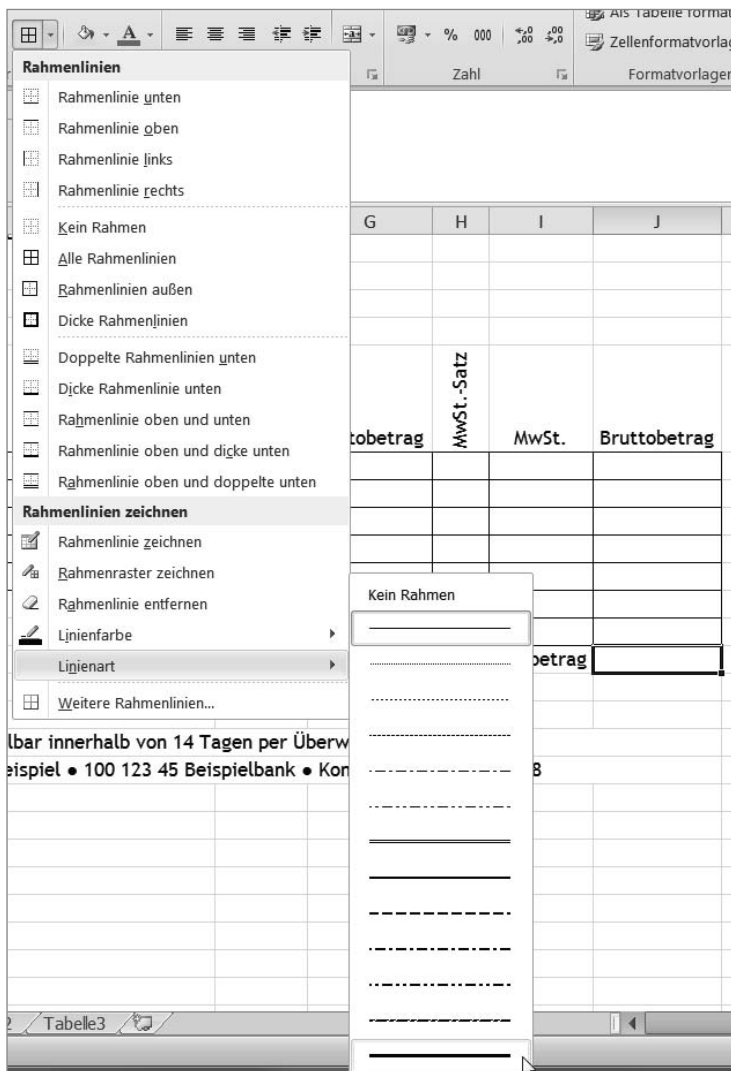 Als Tabelle format
% 000
Zellenformatvorla
Zahl
Formatvorlager
Rahmenlinien
Rahmenlinie unten
Rahmenlinie oben
Rahmenlinie links
Rahmenlinie rechts
Kein Rahmen
Alle Rahmenlinien
Rahmenlinien außen
Dicke Rahmenlinien
Doppelte Rahmenlinien unten
Dicke Rahmenlinie unten
Rahmenlinie oben und unten
Rahmenlinie oben und dicke unten
Rahmenlinie oben und doppelte unten
Rahmenlinien zeichnen
Rahmenlinie zeichnen
Rahmenraster zeichnen
Rahmenlinie entfernen
Linienfarbe
Linienart
Weitere Rahmenlinien...
Kein Rahmen
G H I J
tobetrag MwSt.-Satz MwSt. Bruttobetrag
betrag
lbar innerhalb von 14 Tagen per Überw
eispiel ● 100 123 45 Beispielbank ● Kon
8
2 Tabelle3